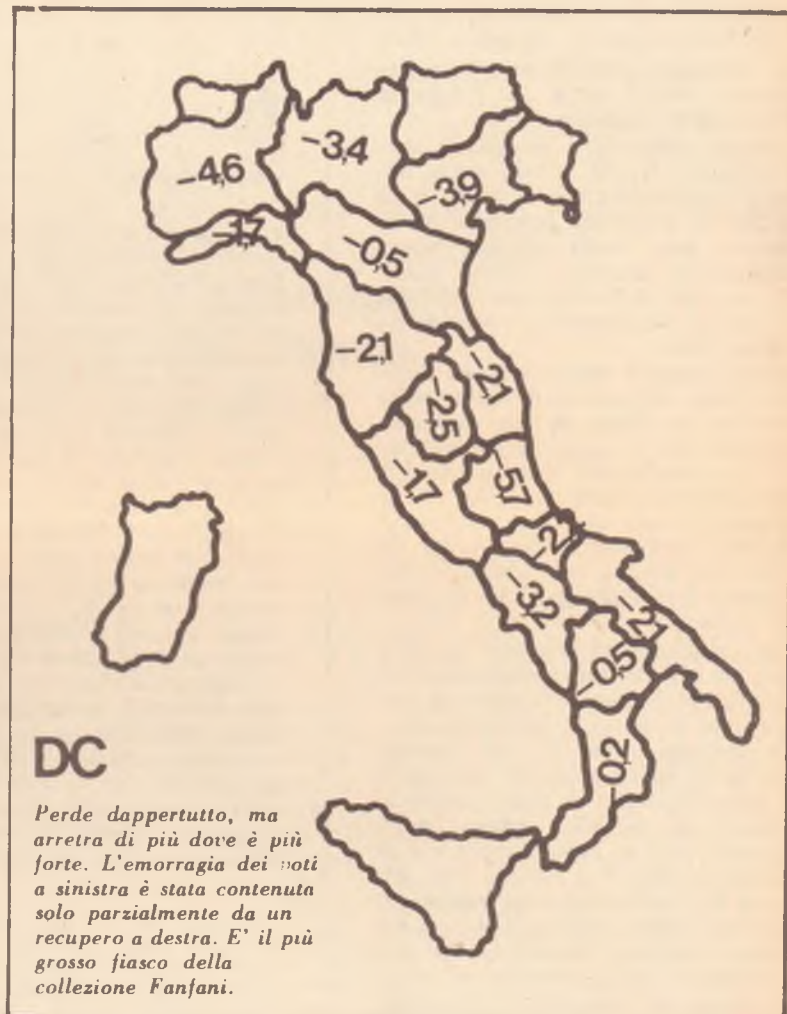 -3,4
-4,6
-3,9
-1,7
-0,5
-2,1
-2,1
-2,5
-1,7
-5,7
-3,2
-2,1
-0,5
-0,2
DC
Perde dappertutto, ma
arretra di più dove è più
forte. L'emorragia dei voti
a sinistra è stata contenuta
solo parzialmente da un
recupero a destra. E' il più
grosso fiasco della
collezione Fanfani.